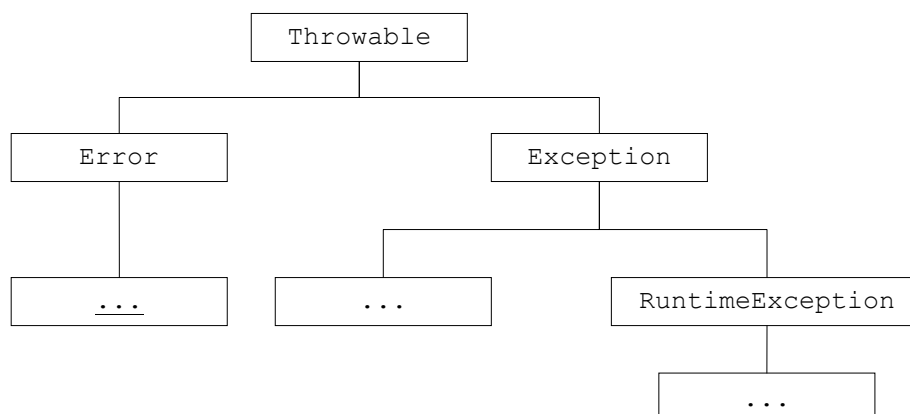 Throwable
Error
Exception
...
...
RuntimeException
...